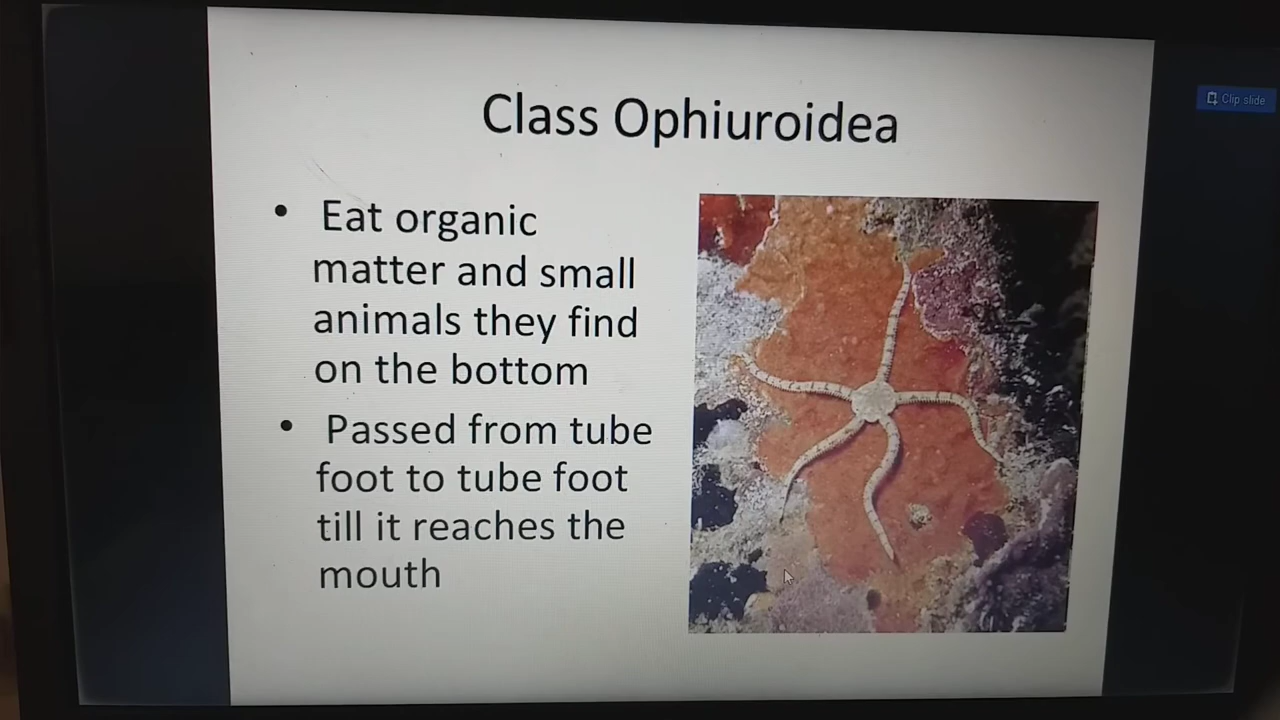 Class Ophiuroidea
Clip slide
• Eat organic
matter and small
animals they find
on the bottom
• Passed from tube
foot to tube foot
till it reaches the
mouth